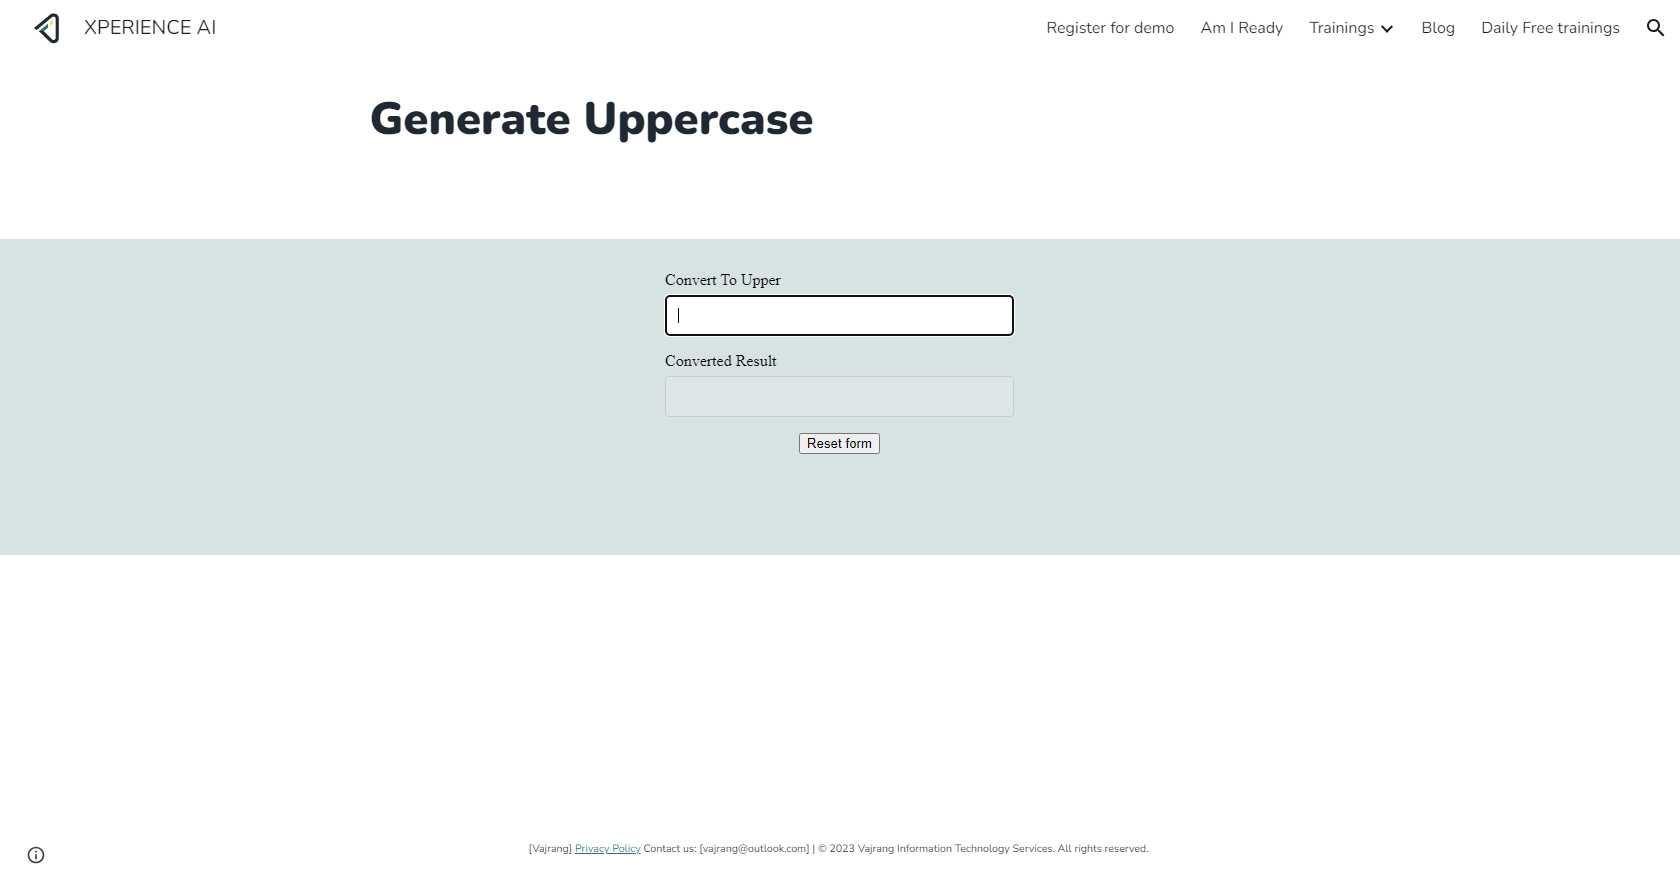 XPERIENCE AI
Register for demo Am I Ready Trainings Blog Daily Free trainings
Generate Uppercase
Convert To Upper
Converted Result
Reset form
[Vajrang] Privacy Policy Contact us: [vajrang@outlook.com] | © 2023 Vajrang Information Technology Services. All rights reserved.